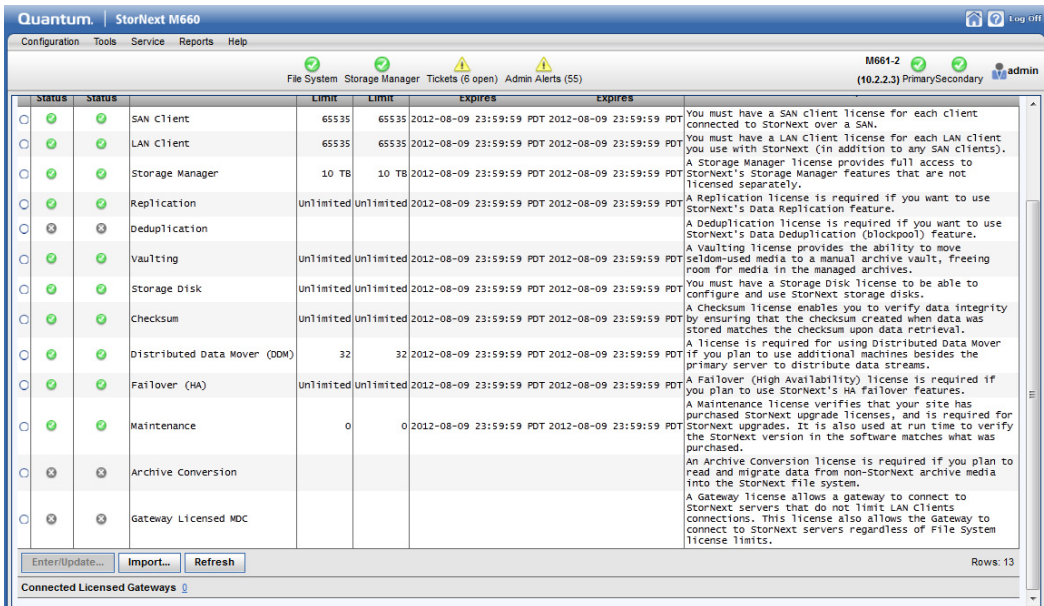 Quantum. StorNext M660
Log Off
Configuration Tools Service Reports Help
File System Storage Manager Tickets (6 open) Admin Alerts (55)
M661-2
(10.2.2.3) Primary Secondary
admin
Status Status Limit Limit Expires Expires
SAN Client 65535 65535 2012-08-09 23:59:59 PDT 2012-08-09 23:59:59 PDT
You must have a SAN client license for each client
connected to StorNext over a SAN.
LAN Client 65535 65535 2012-08-09 23:59:59 PDT 2012-08-09 23:59:59 PDT
You must have a LAN Client license for each LAN client
you use with StorNext (in addition to any SAN clients).
Storage Manager 10 TB 10 TB 2012-08-09 23:59:59 PDT 2012-08-09 23:59:59 PDT
A Storage Manager license provides full access to
StorNext's Storage Manager features that are not
licensed separately.
Replication Unlimited Unlimited 2012-08-09 23:59:59 PDT 2012-08-09 23:59:59 PDT
A Replication license is required if you want to use
StorNext's Data Replication feature.
Deduplication
A Deduplication license is required if you want to use
StorNext's Data Deduplication (blockpool) feature.
Vaulting Unlimited Unlimited 2012-08-09 23:59:59 PDT 2012-08-09 23:59:59 PDT
A Vaulting license provides the ability to move
seldom-used media to a manual archive vault, freeing
room for media in the managed archives.
Storage Disk Unlimited Unlimited 2012-08-09 23:59:59 PDT 2012-08-09 23:59:59 PDT
You must have a Storage Disk license to be able to
configure and use StorNext storage disks.
Checksum Unlimited Unlimited 2012-08-09 23:59:59 PDT 2012-08-09 23:59:59 PDT
A Checksum license enables you to verify data integrity
by ensuring that the checksum created when data was
stored matches the checksum upon data retrieval.
Distributed Data Mover (DDM) 32 32 2012-08-09 23:59:59 PDT 2012-08-09 23:59:59 PDT
A license is required for using Distributed Data Mover
if you plan to use additional machines besides the
primary server to distribute data streams.
Failover (HA) Unlimited Unlimited 2012-08-09 23:59:59 PDT 2012-08-09 23:59:59 PDT
A Failover (High Availability) license is required if
you plan to use StorNext's HA failover features.
Maintenance 0 0 2012-08-09 23:59:59 PDT 2012-08-09 23:59:59 PDT
A Maintenance license verifies that your site has
purchased StorNext upgrade licenses, and is required for
StorNext upgrades. It is also used at run time to verify
the StorNext version in the software matches what was
purchased.
Archive Conversion
An Archive Conversion license is required if you plan to
read and migrate data from non-StorNext archive media
into the StorNext file system.
Gateway Licensed MDC
A Gateway license allows a gateway to connect to
StorNext servers that do not limit LAN Clients
connections. This license also allows the Gateway to
connect to StorNext servers regardless of File System
license limits.
Enter/Update... Import... Refresh Rows: 13
Connected Licensed Gateways 0